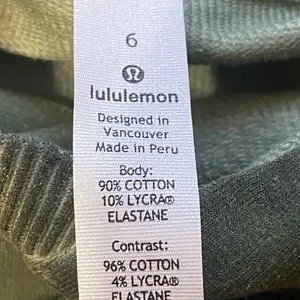 6
lululemon
Designed in
Vancouver
Made in Peru
Body:
90% COTTON
10% LYCRA®
ELASTANE
Contrast:
96% COTTON
4% LYCRA®
ELASTANE